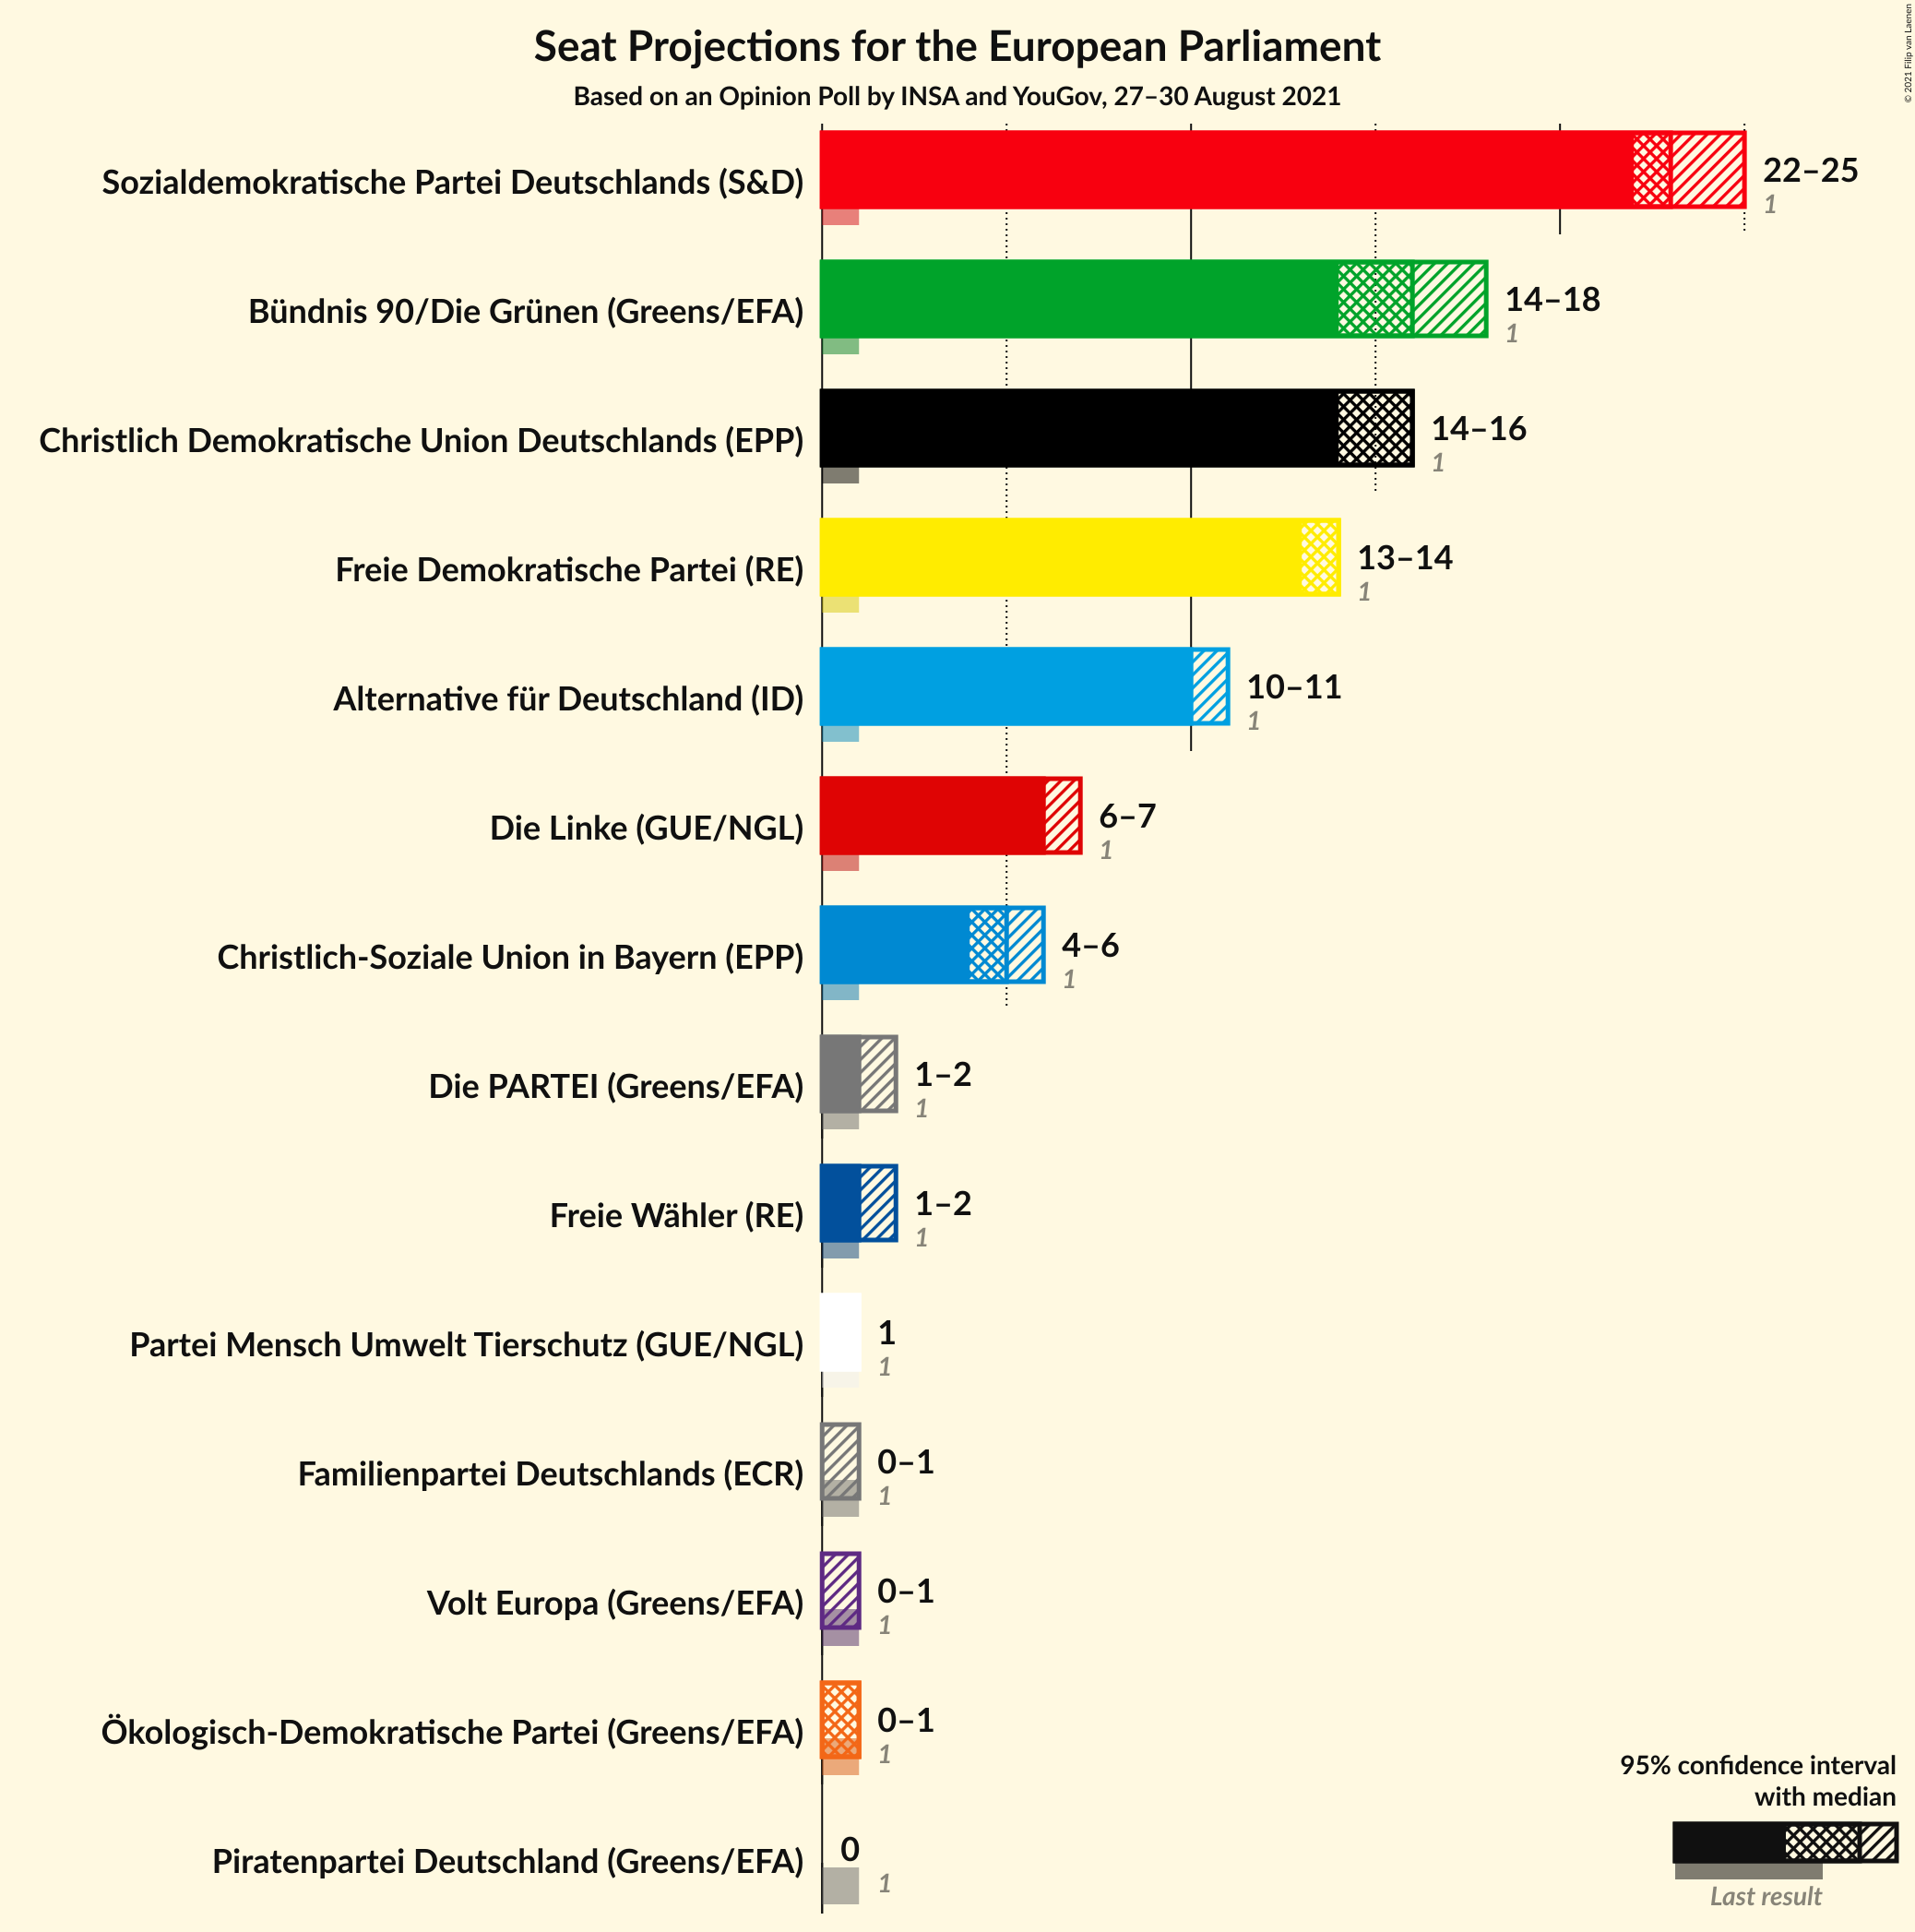 Seat Projections for the European Parliament
Based on an Opinion Poll by INSA and YouGov, 27–30 August 2021
© 2021 Filip van Laenen
Sozialdemokratische Partei Deutschlands (S&D)
22–25
1
Bündnis 90/Die Grünen (Greens/EFA)
14–18
1
Christlich Demokratische Union Deutschlands (EPP)
14–16
1
Freie Demokratische Partei (RE)
13–14
1
Alternative für Deutschland (ID)
10–11
1
Die Linke (GUE/NGL)
6–7
1
Christlich-Soziale Union in Bayern (EPP)
4–6
1
Die PARTEI (Greens/EFA)
1–2
1
Freie Wähler (RE)
1–2
1
Partei Mensch Umwelt Tierschutz (GUE/NGL)
1
1
Familienpartei Deutschlands (ECR)
0–1
1
Volt Europa (Greens/EFA)
0–1
1
Ökologisch-Demokratische Partei (Greens/EFA)
0–1
1
Piratenpartei Deutschland (Greens/EFA)
0
1
95% confidence interval
with median
Last result